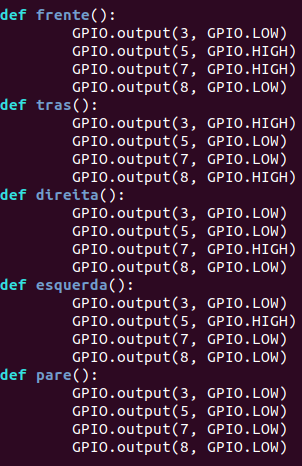 def frente():
        GPIO.output(3, GPIO.LOW)
        GPIO.output(5, GPIO.HIGH)
        GPIO.output(7, GPIO.HIGH)
        GPIO.output(8, GPIO.LOW)
def tras():
        GPIO.output(3, GPIO.HIGH)
        GPIO.output(5, GPIO.LOW)
        GPIO.output(7, GPIO.LOW)
        GPIO.output(8, GPIO.HIGH)
def direita():
        GPIO.output(3, GPIO.LOW)
        GPIO.output(5, GPIO.LOW)
        GPIO.output(7, GPIO.HIGH)
        GPIO.output(8, GPIO.LOW)
def esquerda():
        GPIO.output(3, GPIO.LOW)
        GPIO.output(5, GPIO.HIGH)
        GPIO.output(7, GPIO.LOW)
        GPIO.output(8, GPIO.LOW)
def pare():
        GPIO.output(3, GPIO.LOW)
        GPIO.output(5, GPIO.LOW)
        GPIO.output(7, GPIO.LOW)
        GPIO.output(8, GPIO.LOW)